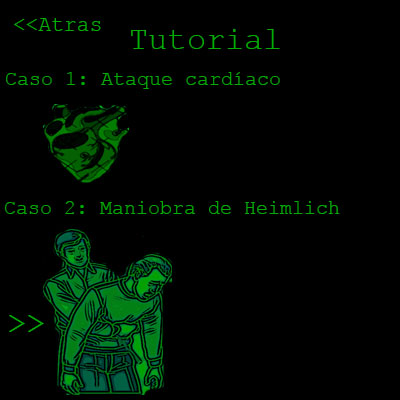 <<Atras
Tutorial
Caso 1: Ataque cardíaco
Caso 2: Maniobra de Heimlich
>>